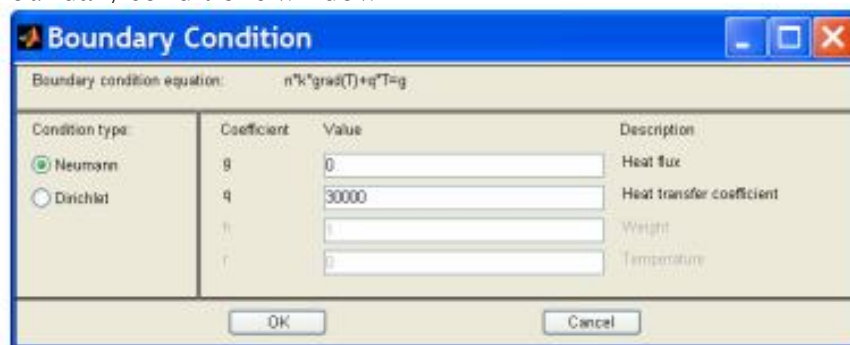 Boundary Condition
Boundary condition equation: n*k*grad(T)+q*T=g
Condition type: Coefficient Value Description
Neumann g 0 Heat flux
Dirichlet q 30000 Heat transfer coefficient
h 1 Weight
r 0 Temperature
OK Cancel